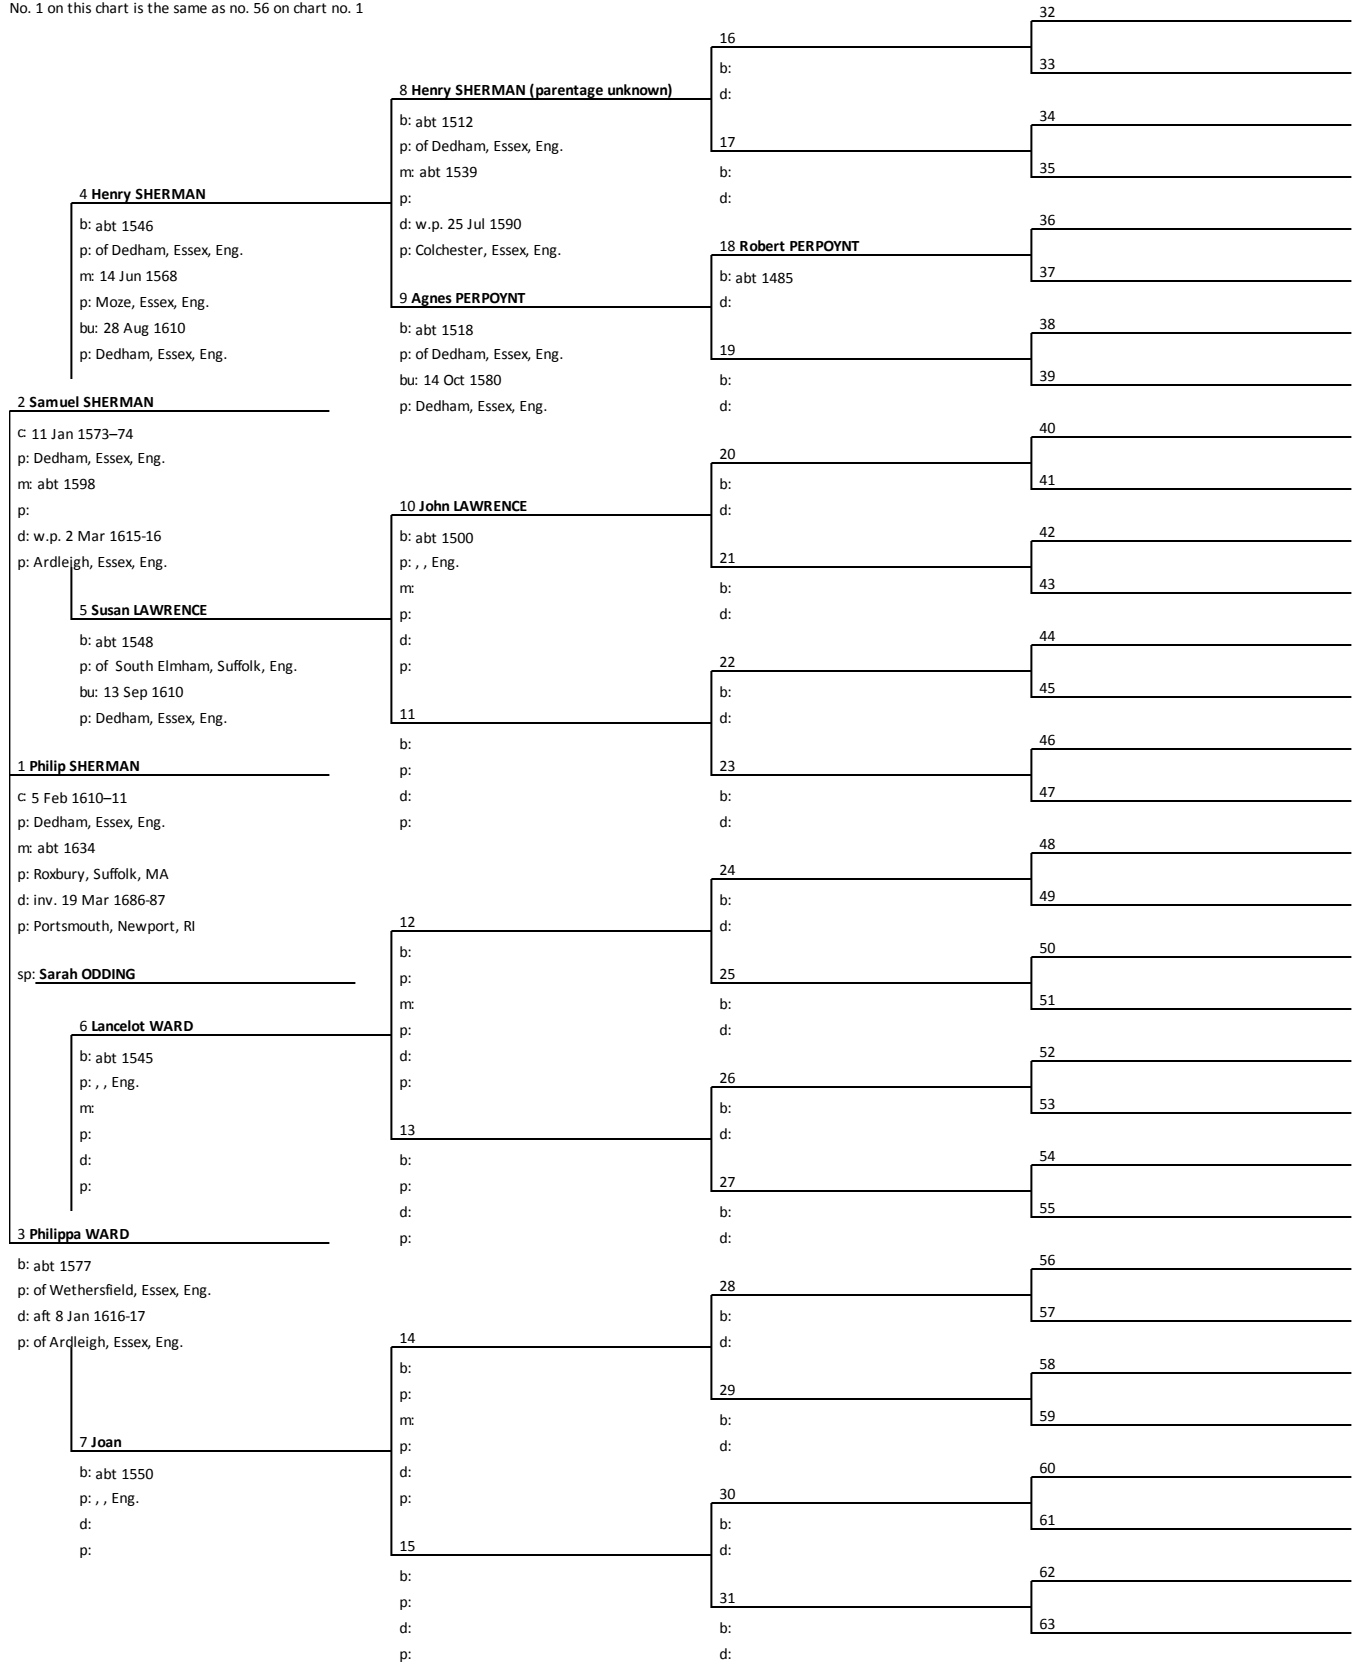 No. 1 on this chart is the same as no. 56 on chart no. 1
2 Samuel SHERMAN
c: 11 Jan 1573–74
p: Dedham, Essex, Eng.
m: abt 1598
p:
d: w.p. 2 Mar 1615-16
p: Ardleigh, Essex, Eng.
1 Philip SHERMAN
c: 5 Feb 1610–11
p: Dedham, Essex, Eng.
m: abt 1634
p: Roxbury, Suffolk, MA
d: inv. 19 Mar 1686-87
p: Portsmouth, Newport, RI
sp: Sarah ODDING
3 Philippa WARD
b: abt 1577
p: of Wethersfield, Essex, Eng.
d: aft 8 Jan 1616-17
p: of Ardleigh, Essex, Eng.
4 Henry SHERMAN
b: abt 1546
p: of Dedham, Essex, Eng.
m: 14 Jun 1568
p: Moze, Essex, Eng.
bu: 28 Aug 1610
p: Dedham, Essex, Eng.
5 Susan LAWRENCE
b: abt 1548
p: of South Elmham, Suffolk, Eng.
bu: 13 Sep 1610
p: Dedham, Essex, Eng.
6 Lancelot WARD
b: abt 1545
p: , , Eng.
m:
p:
d:
p:
7 Joan
b: abt 1550
p: , , Eng.
d:
p:
8 Henry SHERMAN (parentage unknown)
b: abt 1512
p: of Dedham, Essex, Eng.
m: abt 1539
p:
d: w.p. 25 Jul 1590
p: Colchester, Essex, Eng.
9 Agnes PERPOYNT
b: abt 1518
p: of Dedham, Essex, Eng.
bu: 14 Oct 1580
p: Dedham, Essex, Eng.
10 John LAWRENCE
b: abt 1500
p: , , Eng.
m:
p:
d:
p:
11
b:
p:
d:
p:
12
b:
p:
m:
p:
d:
p:
13
b:
p:
d:
p:
14
b:
p:
m:
p:
d:
p:
15
b:
p:
d:
p:
16
b:
d:
17
b:
d:
18 Robert PERPOYNT
b: abt 1485
d:
19
b:
d:
20
b:
d:
21
b:
d:
22
b:
d:
23
b:
d:
24
b:
d:
25
b:
d:
26
b:
d:
27
b:
d:
28
b:
d:
29
b:
d:
30
b:
d:
31
b:
d:
32
33
34
35
36
37
38
39
40
41
42
43
44
45
46
47
48
49
50
51
52
53
54
55
56
57
58
59
60
61
62
63